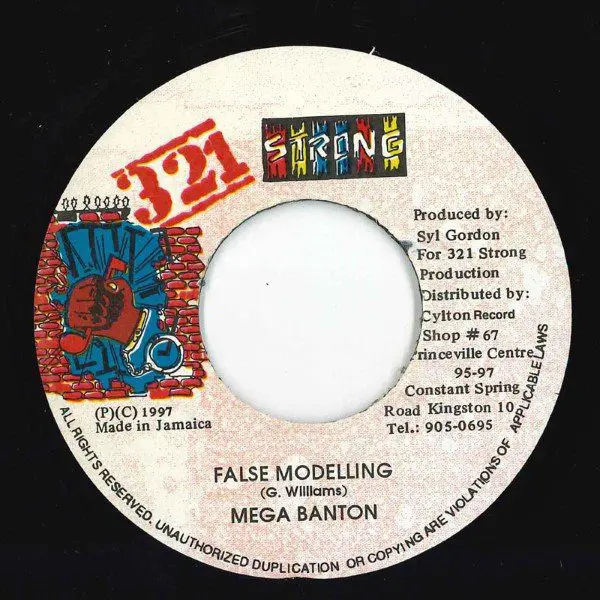 321
STRONG
Produced by:
Syl Gordon
For 321 Strong
Production
Distributed by:
Cylton Record
Shop # 67
Princeville Centre
95-97
Constant Spring
Road Kingston 10
Tel.: 905-0695
(P)(C) 1997
Made in Jamaica
FALSE MODELLING
(G. Williams)
MEGA BANTON
ALL RIGHTS RESERVED. UNAUTHORIZED DUPLICATION OR COPYING ARE VIOLATIONS OF APPLICABLE LAWS